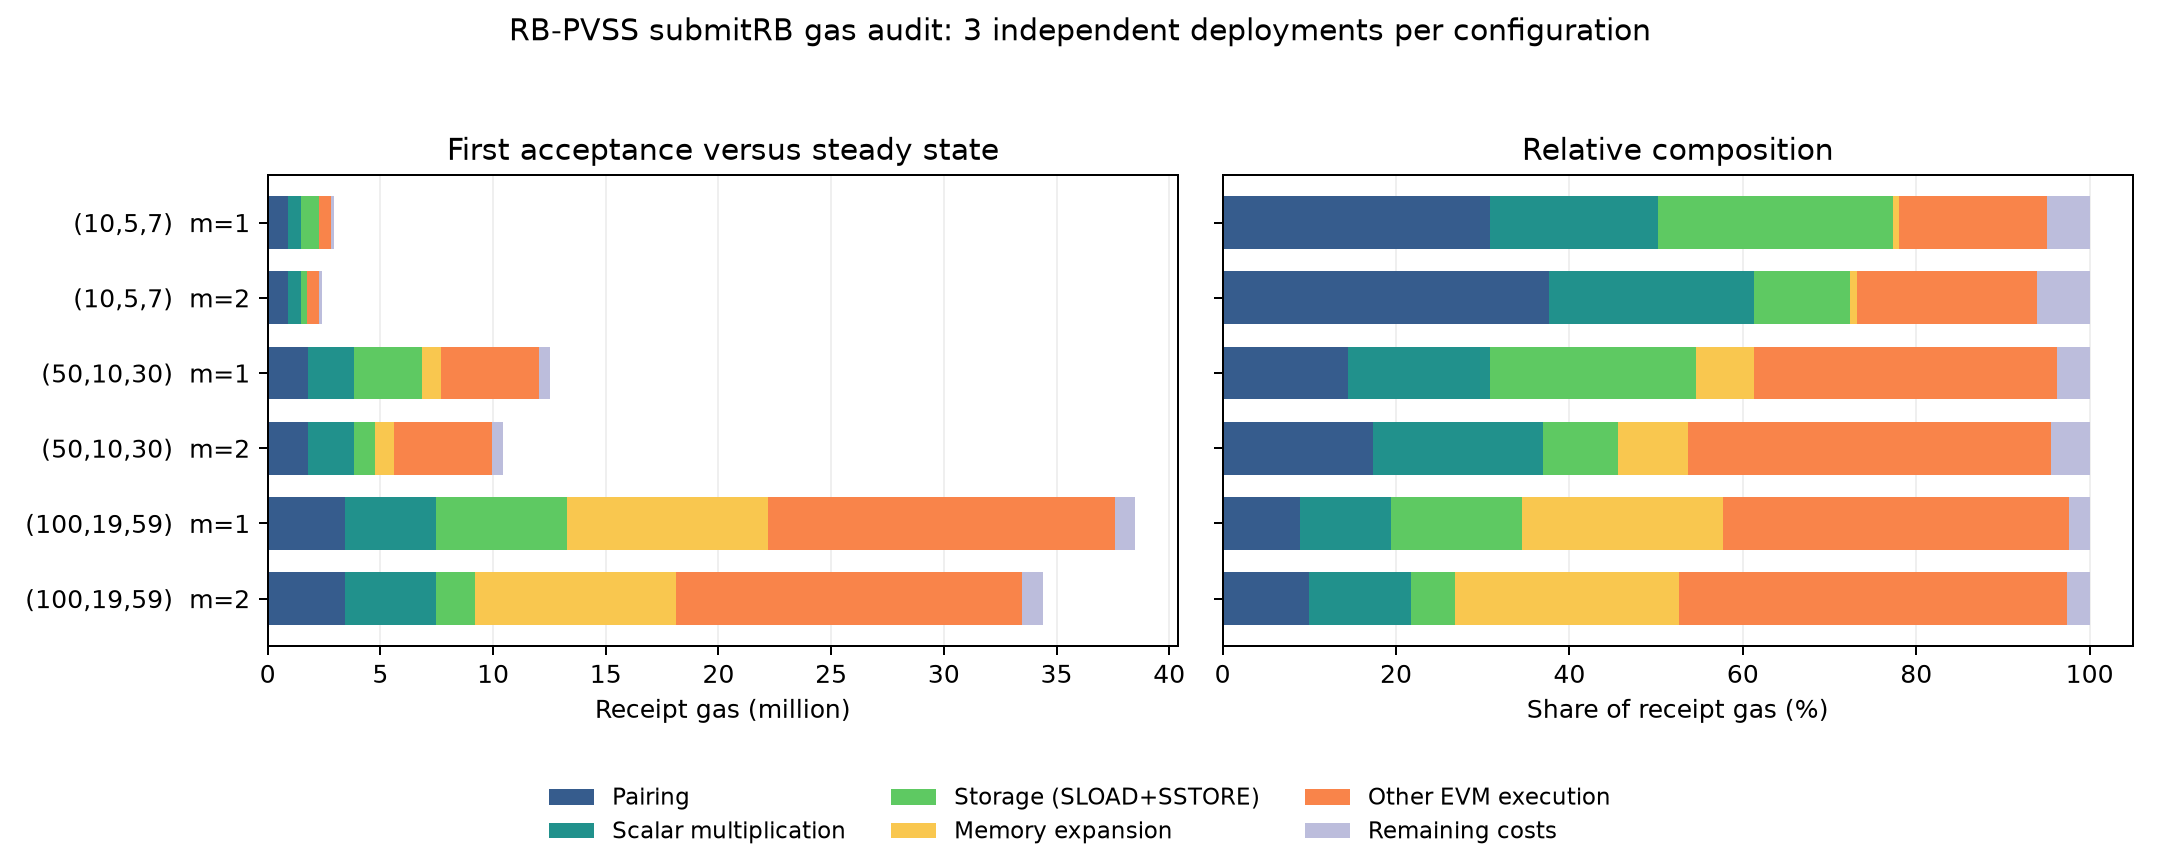 RB-PVSS submitRB gas audit: 3 independent deployments per configuration
First acceptance versus steady state
(10,5,7)  m=1
(10,5,7)  m=2
(50,10,30)  m=1
(50,10,30)  m=2
(100,19,59)  m=1
(100,19,59)  m=2
0 5 10 15 20 25 30 35 40
Receipt gas (million)
Relative composition
0 20 40 60 80 100
Share of receipt gas (%)
Pairing
Scalar multiplication
Storage (SLOAD+SSTORE)
Memory expansion
Other EVM execution
Remaining costs